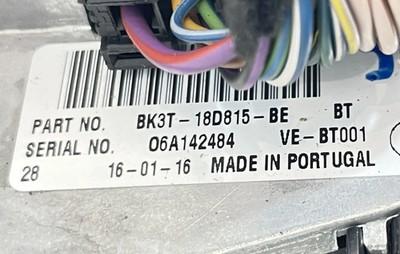 PART NO. BK3T-18D815-BE BT
SERIAL NO. 06A142484 VE-BT001
28 16-01-16 MADE IN PORTUGAL